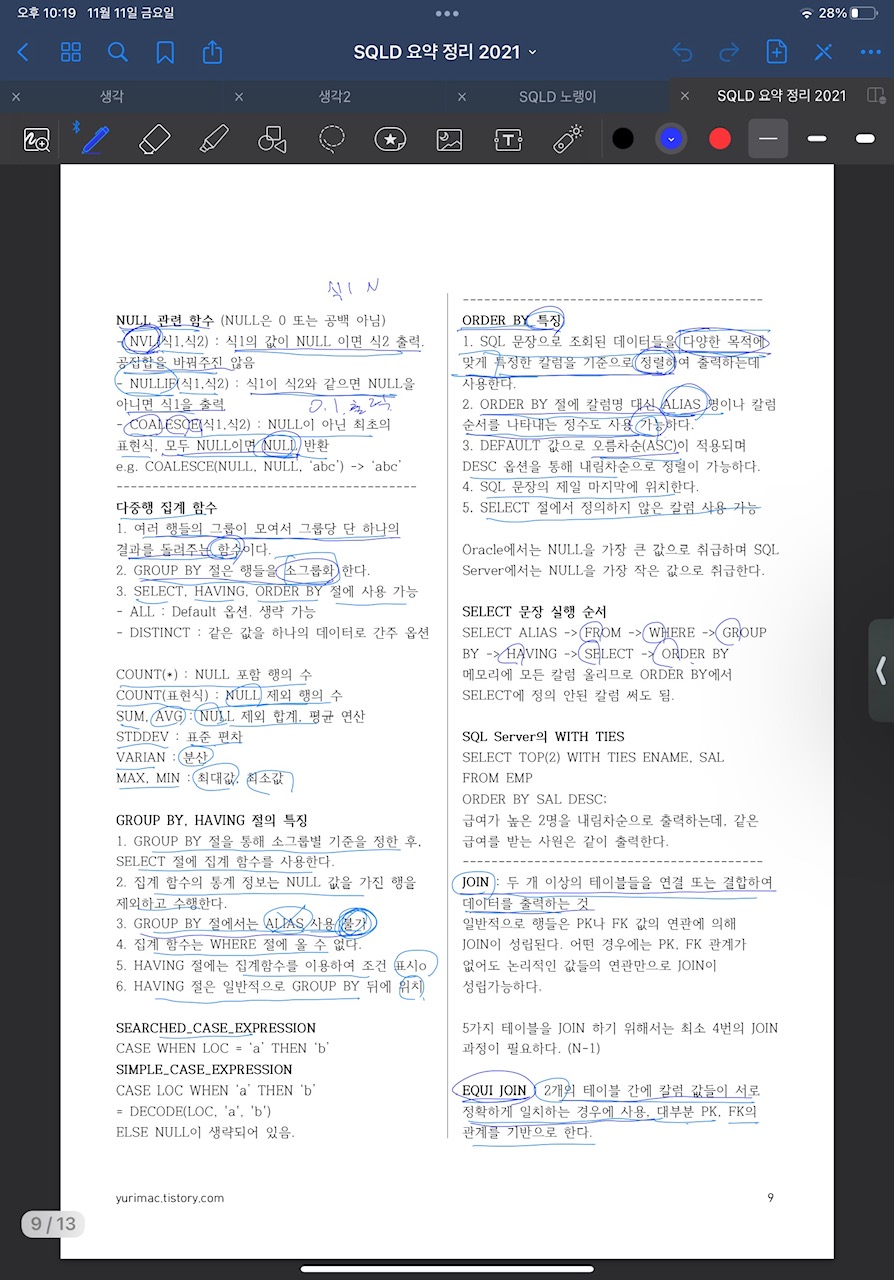 오후 10:19 11월 11일 금요일
28%
SQLD 요약 정리 2021
생각
생각2
SQLD 노랭이
SQLD 요약 정리 2021
식1 N
NULL 관련 함수 (NULL은 0 또는 공백 아님)
- NVL(식1,식2) : 식1의 값이 NULL 이면 식2 출력.
공집합을 바꿔주진 않음
- NULLIF(식1,식2) : 식1이 식2와 같으면 NULL을
아니면 식1을 출력
- COALESCE(식1,식2) : NULL이 아닌 최초의
표현식, 모두 NULL이면 NULL 반환
e.g. COALESCE(NULL, NULL, ‘abc’) -> ‘abc’
------------------------------------------
다중행 집계 함수
1. 여러 행들의 그룹이 모여서 그룹당 단 하나의
결과를 돌려주는 함수이다.
2. GROUP BY 절은 행들을 소그룹화 한다.
3. SELECT, HAVING, ORDER BY 절에 사용 가능
- ALL : Default 옵션. 생략 가능
- DISTINCT : 같은 값을 하나의 데이터로 간주 옵션
COUNT(*) : NULL 포함 행의 수
COUNT(표현식) : NULL 제외 행의 수
SUM, AVG : NULL 제외 합계, 평균 연산
STDDEV : 표준 편차
VARIAN : 분산
MAX, MIN : 최대값, 최소값
GROUP BY, HAVING 절의 특징
1. GROUP BY 절을 통해 소그룹별 기준을 정한 후,
SELECT 절에 집계 함수를 사용한다.
2. 집계 함수의 통계 정보는 NULL 값을 가진 행을
제외하고 수행한다.
3. GROUP BY 절에서는 ALIAS 사용 불가
4. 집계 함수는 WHERE 절에 올 수 없다.
5. HAVING 절에는 집계함수를 이용하여 조건 표시o
6. HAVING 절은 일반적으로 GROUP BY 뒤에 위치
SEARCHED_CASE_EXPRESSION
CASE WHEN LOC = ‘a’ THEN ‘b’
SIMPLE_CASE_EXPRESSION
CASE LOC WHEN ‘a’ THEN ‘b’
= DECODE(LOC, ‘a’, ‘b’)
ELSE NULL이 생략되어 있음.
------------------------------------------
ORDER BY 특징
1. SQL 문장으로 조회된 데이터들을 다양한 목적에
맞게 특정한 칼럼을 기준으로 정렬하여 출력하는데
사용한다.
2. ORDER BY 절에 칼럼명 대신 ALIAS 명이나 칼럼
순서를 나타내는 정수도 사용 가능하다.
3. DEFAULT 값으로 오름차순(ASC)이 적용되며
DESC 옵션을 통해 내림차순으로 정렬이 가능하다.
4. SQL 문장의 제일 마지막에 위치한다.
5. SELECT 절에서 정의하지 않은 칼럼 사용 가능
Oracle에서는 NULL을 가장 큰 값으로 취급하며 SQL
Server에서는 NULL을 가장 작은 값으로 취급한다.
SELECT 문장 실행 순서
SELECT ALIAS -> FROM -> WHERE -> GROUP
BY -> HAVING -> SELECT -> ORDER BY
메모리에 모든 칼럼 올리므로 ORDER BY에서
SELECT에 정의 안된 칼럼 써도 됨.
SQL Server의 WITH TIES
SELECT TOP(2) WITH TIES ENAME, SAL
FROM EMP
ORDER BY SAL DESC;
급여가 높은 2명을 내림차순으로 출력하는데, 같은
급여를 받는 사원은 같이 출력한다.
------------------------------------------
JOIN : 두 개 이상의 테이블들을 연결 또는 결합하여
데이터를 출력하는 것
일반적으로 행들은 PK나 FK 값의 연관에 의해
JOIN이 성립된다. 어떤 경우에는 PK, FK 관계가
없어도 논리적인 값들의 연관만으로 JOIN이
성립가능하다.
5가지 테이블을 JOIN 하기 위해서는 최소 4번의 JOIN
과정이 필요하다. (N-1)
EQUI JOIN : 2개의 테이블 간에 칼럼 값들이 서로
정확하게 일치하는 경우에 사용. 대부분 PK, FK의
관계를 기반으로 한다.
yurimac.tistory.com
9
9 / 13